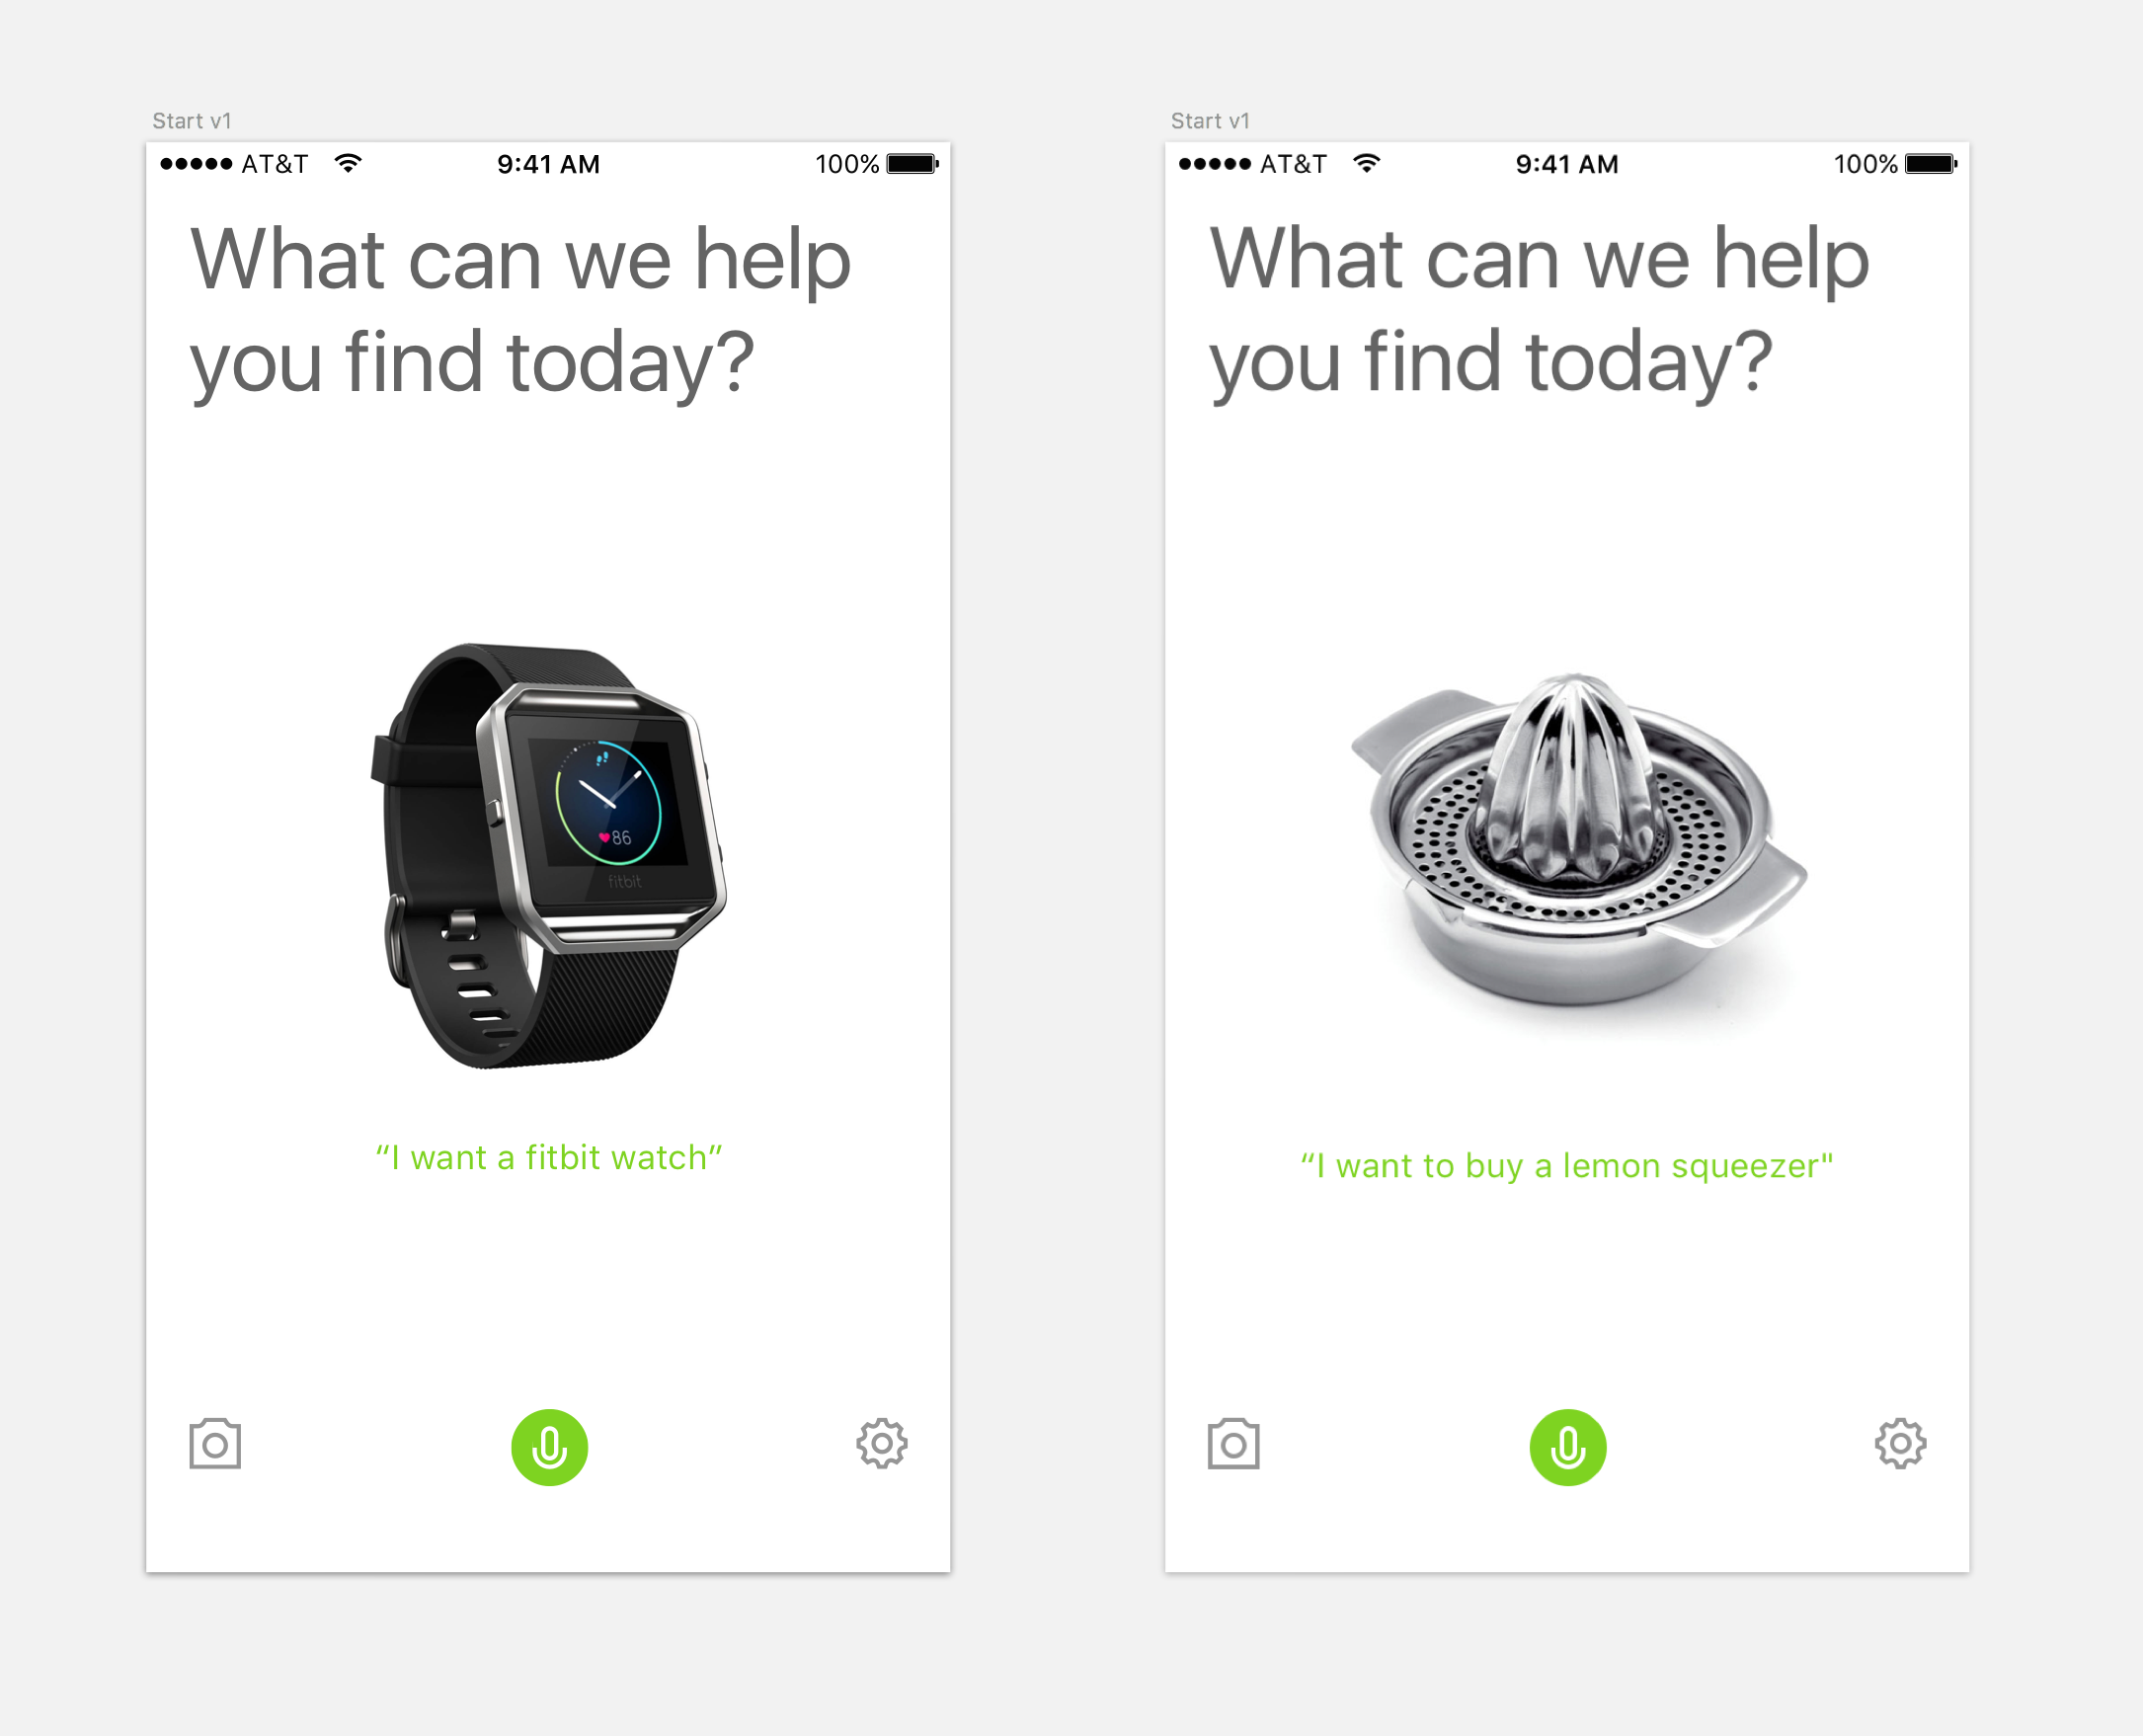 Start v1
●●●●● AT&T 9:41 AM 100%
What can we help
you find today?
86
fitbit
“I want a fitbit watch”
Start v1
●●●●● AT&T 9:41 AM 100%
What can we help
you find today?
“I want to buy a lemon squeezer"